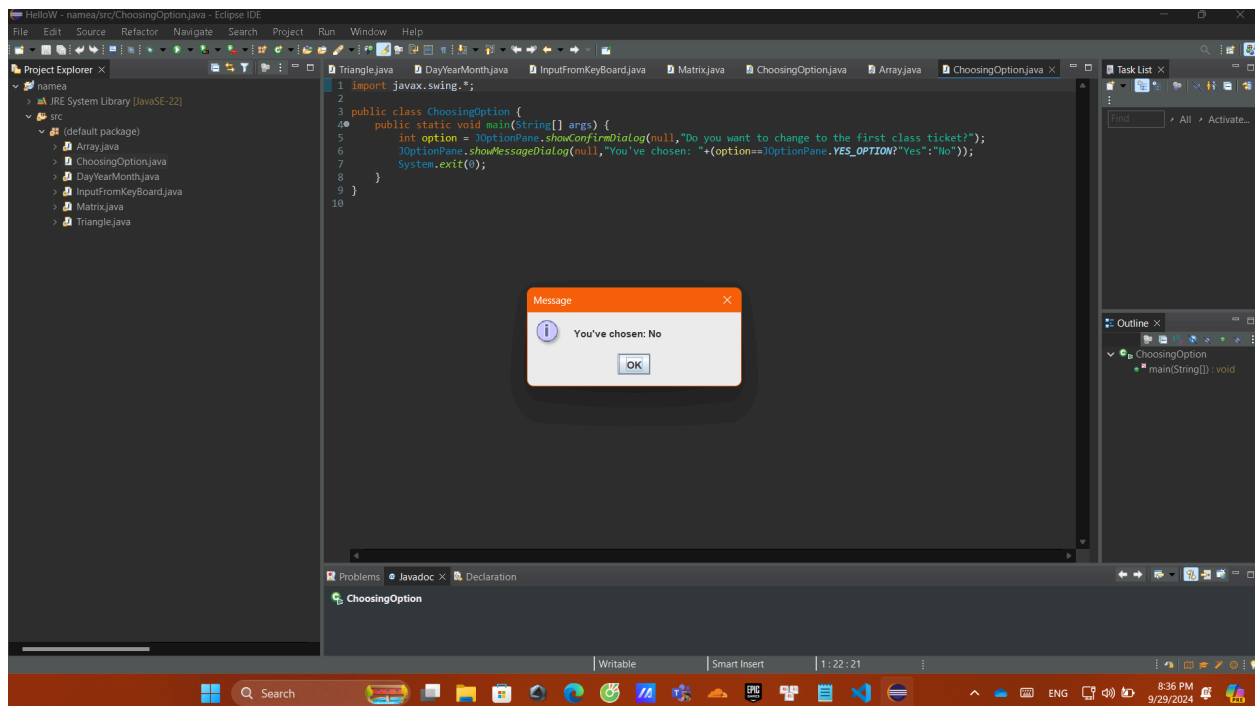 HelloW - namea/src/ChoosingOption.java - Eclipse IDE
File Edit Source Refactor Navigate Search Project Run Window Help
Project Explorer
namea
JRE System Library [JavaSE-22]
src
(default package)
Array.java
ChoosingOption.java
DayYearMonth.java
InputFromKeyBoard.java
Matrix.java
Triangle.java
Triangle.java DayYearMonth.java InputFromKeyBoard.java Matrix.java ChoosingOption.java Array.java ChoosingOption.java
1 import javax.swing.*;
2
3 public class ChoosingOption {
4 public static void main(String[] args) {
5 int option = JOptionPane.showConfirmDialog(null,"Do you want to change to the first class ticket?");
6 JOptionPane.showMessageDialog(null,"You've chosen: "+(option==JOptionPane.YES_OPTION?"Yes":"No"));
7 System.exit(0);
8 }
9 }
10
Message
You've chosen: No
OK
Task List
Find All Activate...
Outline
ChoosingOption
main(String[]) : void
Problems Javadoc Declaration
ChoosingOption
Writable Smart Insert 1 : 22 : 21
Search
EPIC GAMES
ENG
8:36 PM
9/29/2024
PRE